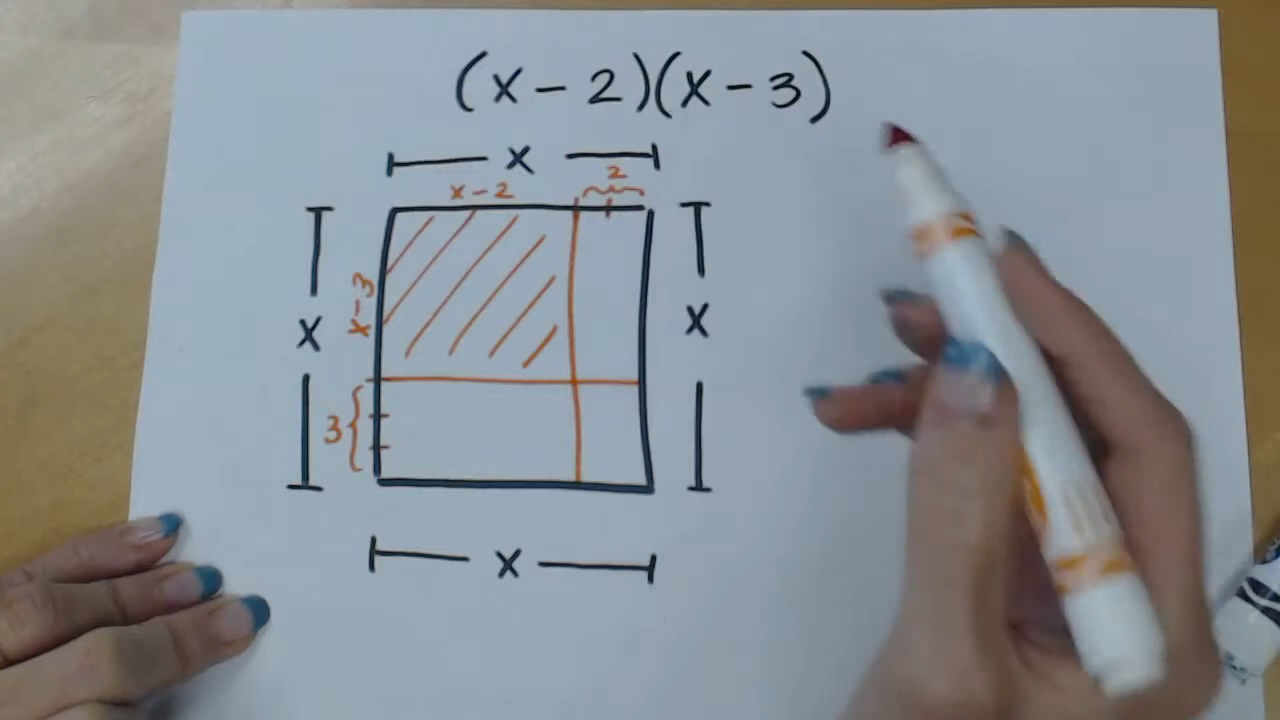 (x - 2)(x - 3)
x
2
x - 2
x - 3
x
x
3
x